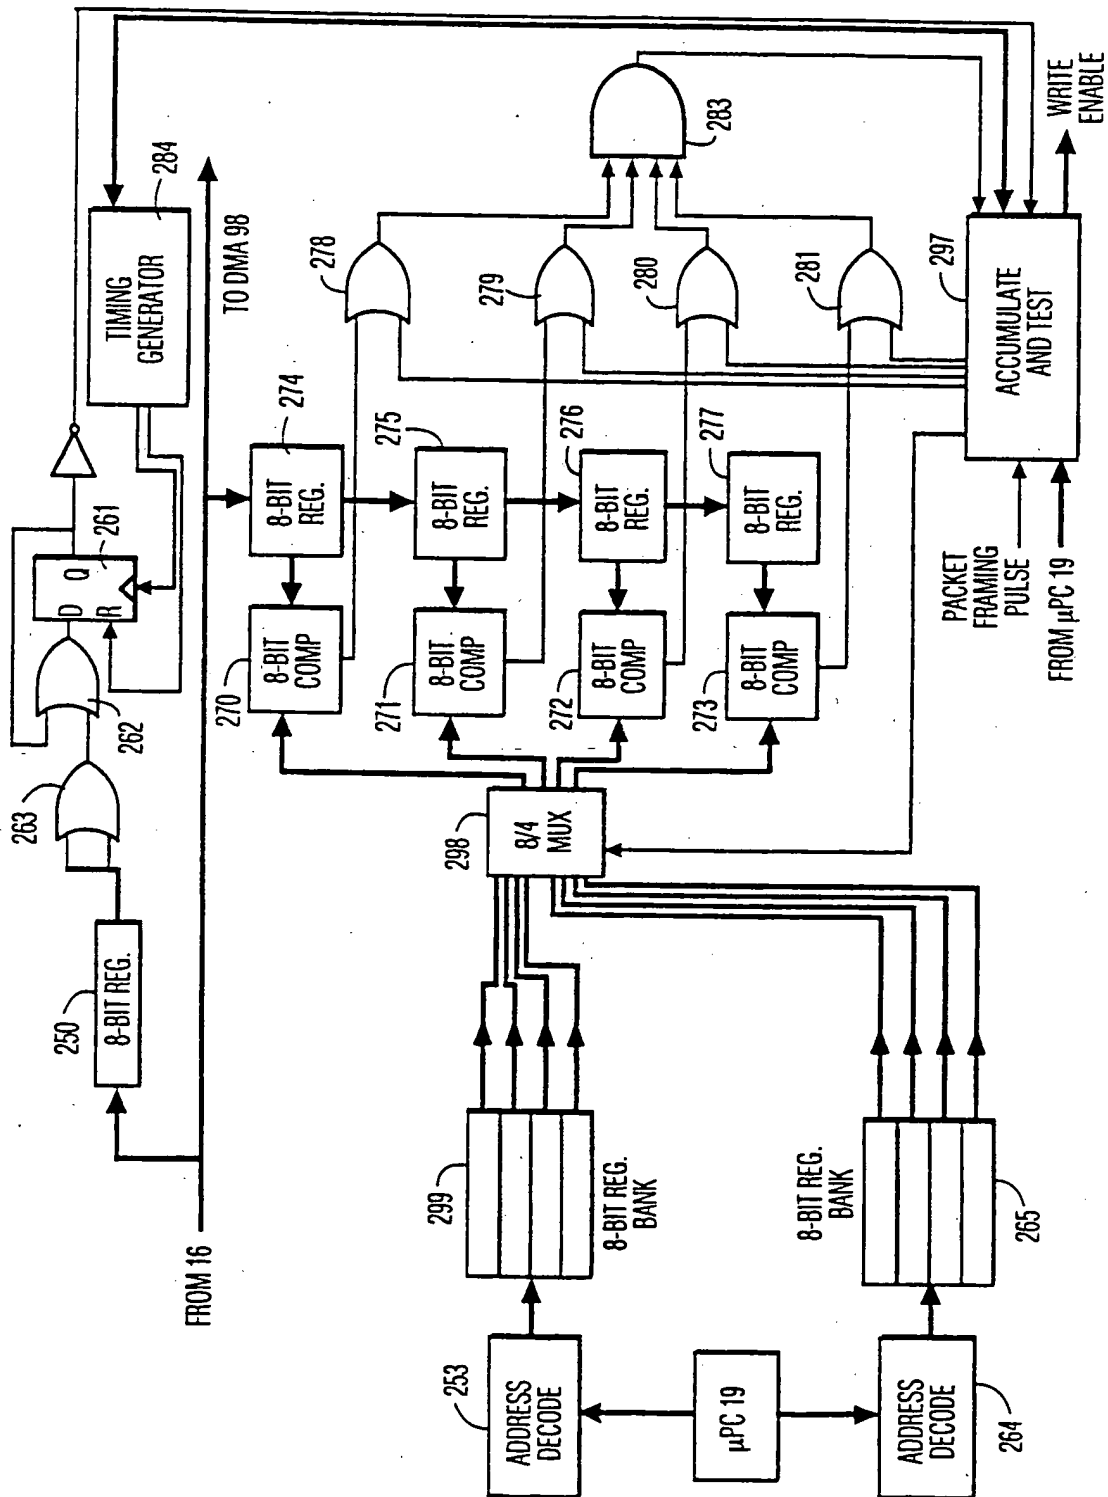 FROM 16
250
8-BIT REG.
263
262
D Q
R
261
TIMING
GENERATOR
284
TO DMA 98
270
8-BIT
COMP
8-BIT
REG.
274
278
271
8-BIT
COMP
8-BIT
REG.
275
279
272
8-BIT
COMP
8-BIT
REG.
276
280
273
8-BIT
COMP
8-BIT
REG.
277
281
283
298
8/4
MUX
299
8-BIT REG.
BANK
8-BIT REG.
BANK
265
253
ADDRESS
DECODE
µPC 19
ADDRESS
DECODE
264
PACKET
FRAMING
PULSE
FROM µPC 19
ACCUMULATE
AND TEST
297
WRITE
ENABLE